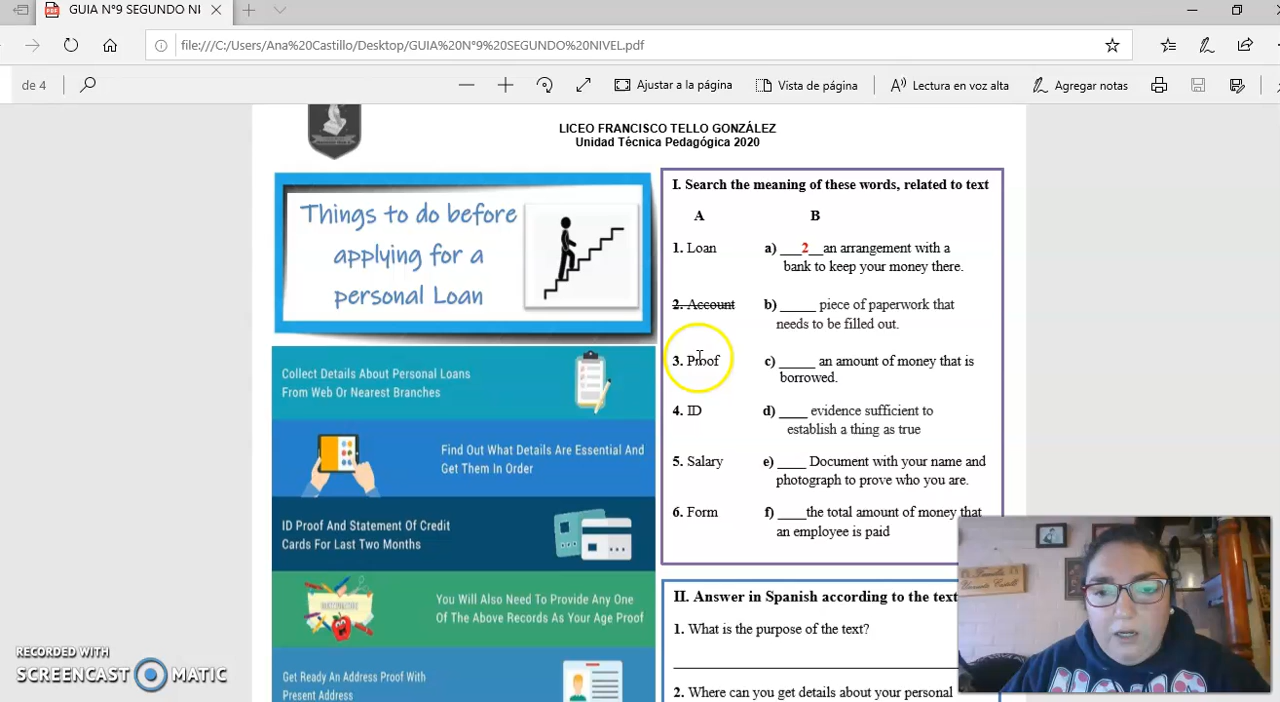 GUIA N°9 SEGUNDO NI
file:///C:/Users/Ana%20Castillo/Desktop/GUIA%20N°9%20SEGUNDO%20NIVEL.pdf
de 4
Ajustar a la página
Vista de página
Lectura en voz alta
Agregar notas
LICEO FRANCISCO TELLO GONZÁLEZ
Unidad Técnica Pedagógica 2020
Things to do before
applying for a
personal Loan
Collect Details About Personal Loans
From Web Or Nearest Branches
Find Out What Details Are Essential And
Get Them In Order
ID Proof And Statement Of Credit
Cards For Last Two Months
You Will Also Need To Provide Any One
Of The Above Records As Your Age Proof
Get Ready An Address Proof With
Present Address
I. Search the meaning of these words, related to text
A B
1. Loan a) ___2__ an arrangement with a
bank to keep your money there.
2. Account b) _____ piece of paperwork that
needs to be filled out.
3. Proof c) _____ an amount of money that is
borrowed.
4. ID d) ____ evidence sufficient to
establish a thing as true
5. Salary e) ____ Document with your name and
photograph to prove who you are.
6. Form f) ____the total amount of money that
an employee is paid
II. Answer in Spanish according to the text
1. What is the purpose of the text?
2. Where can you get details about your personal
RECORDED WITH
SCREENCAST MATIC